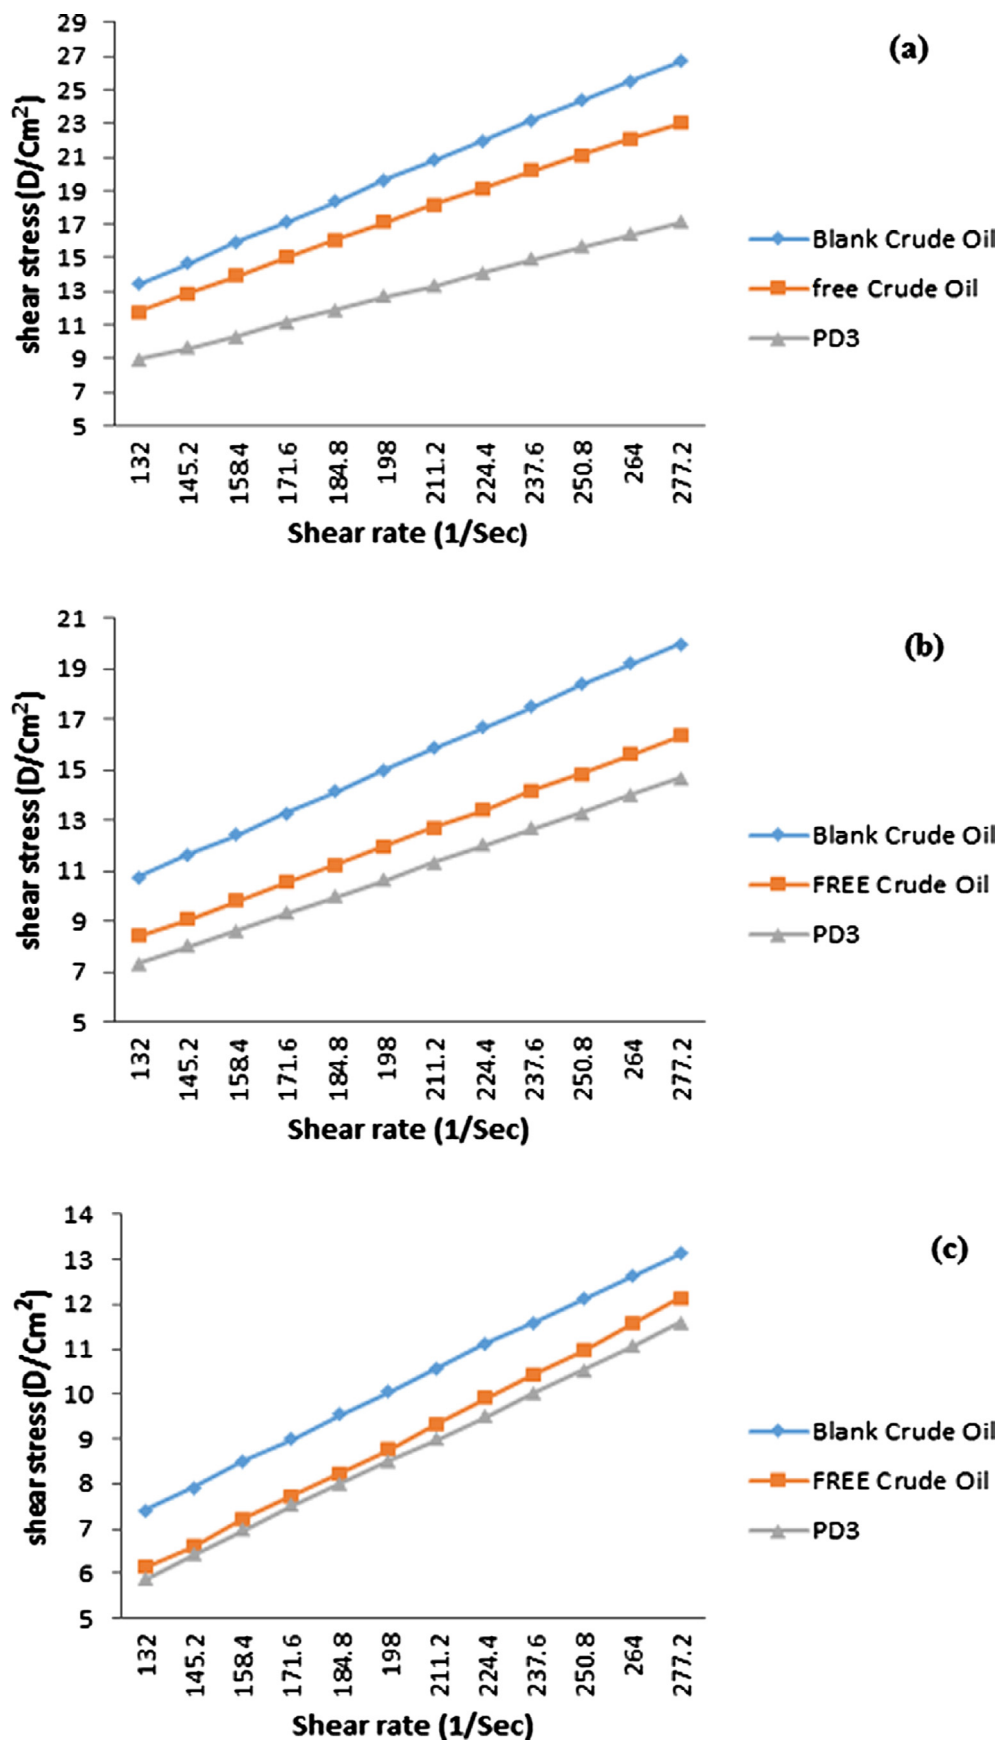 (a)
shear stress(D/Cm²)
29
27
25
23
21
19
17
15
13
11
9
7
5
132 145.2 158.4 171.6 184.8 198 211.2 224.4 237.6 250.8 264 277.2
Shear rate (1/Sec)
Blank Crude Oil
free Crude Oil
PD3
(b)
shear stress(D/Cm²)
21
19
17
15
13
11
9
7
5
132 145.2 158.4 171.6 184.8 198 211.2 224.4 237.6 250.8 264 277.2
Shear rate (1/Sec)
Blank Crude Oil
FREE Crude Oil
PD3
(c)
shear stress(D/Cm²)
14
13
12
11
10
9
8
7
6
5
132 145.2 158.4 171.6 184.8 198 211.2 224.4 237.6 250.8 264 277.2
Shear rate (1/Sec)
Blank Crude Oil
FREE Crude Oil
PD3